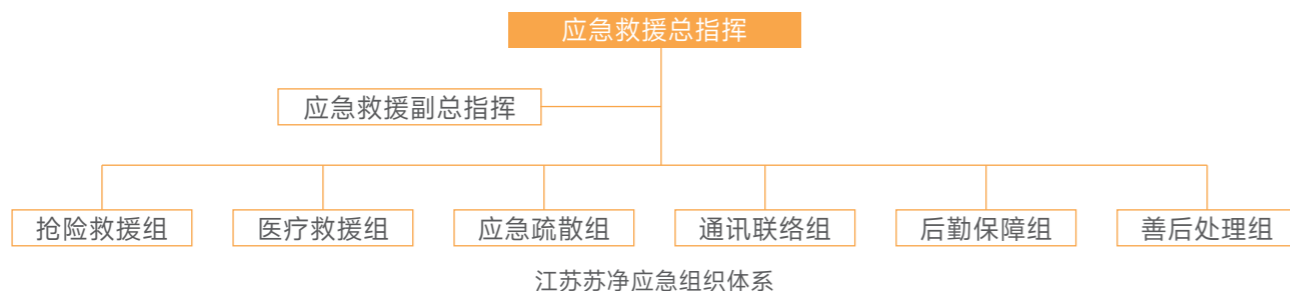 应急救援总指挥
应急救援副总指挥
抢险救援组
医疗救援组
应急疏散组
通讯联络组
后勤保障组
善后处理组
江苏苏净应急组织体系